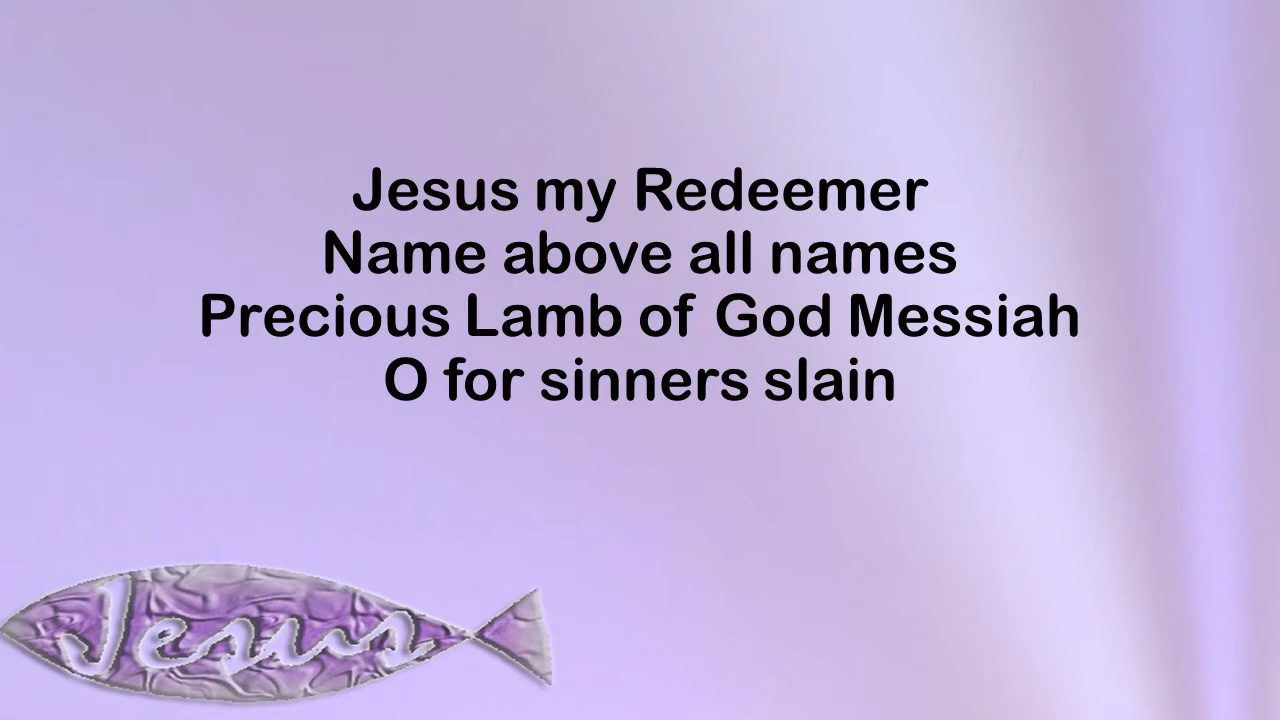 Jesus my Redeemer
Name above all names
Precious Lamb of God Messiah
O for sinners slain
Jesus